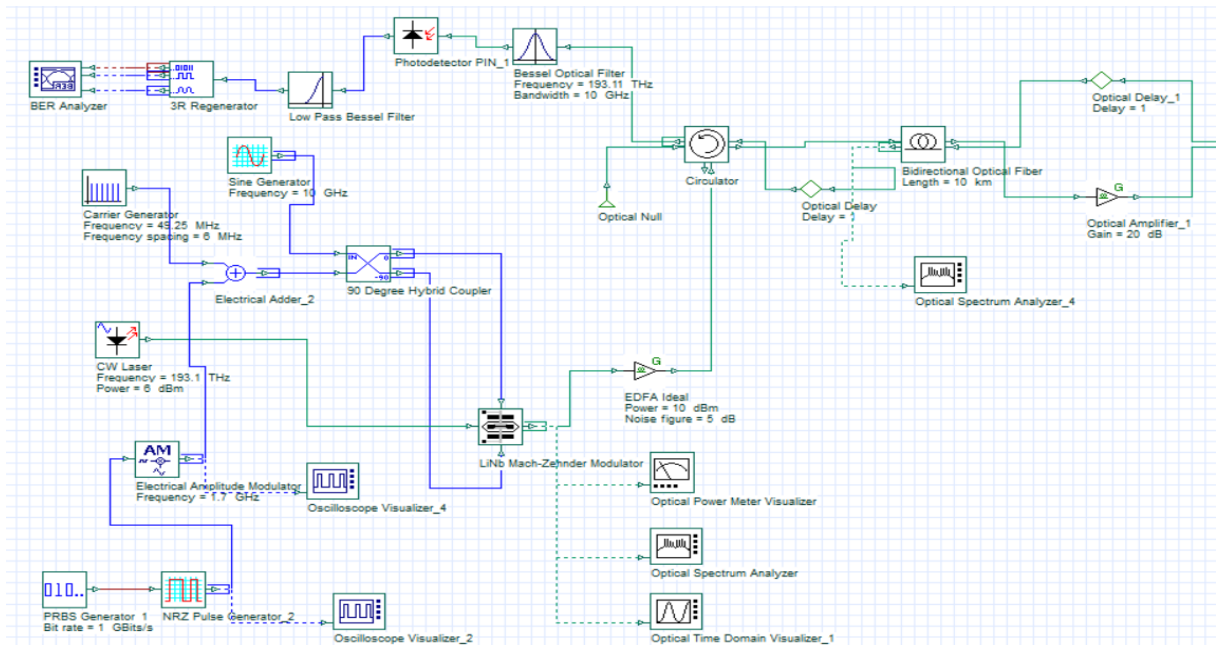 Photodetector PIN_1
Bessel Optical Filter
Frequency = 193.11 THz
Bandwidth = 10 GHz
BER Analyzer
3R Regenerator
Low Pass Bessel Filter
Optical Delay_1
Delay = 1
Sine Generator
Frequency = 10 GHz
Circulator
Bidirectional Optical Fiber
Length = 10 km
Carrier Generator
Frequency = 49.25 MHz
Frequency spacing = 6 MHz
Optical Null
Optical Delay
Delay = 1
G
Optical Amplifier_1
Gain = 20 dB
IN
0
-90
Electrical Adder_2
90 Degree Hybrid Coupler
Optical Spectrum Analyzer_4
CW Laser
Frequency = 193.1 THz
Power = 6 dBm
G
EDFA Ideal
Power = 10 dBm
Noise figure = 5 dB
AM
Electrical Amplitude Modulator
Frequency = 1.7 GHz
LiNb Mach-Zehnder Modulator
Oscilloscope Visualizer_4
Optical Power Meter Visualizer
Optical Spectrum Analyzer
010..
PRBS Generator_1
Bit rate = 1 GBits/s
NRZ Pulse Generator_2
Oscilloscope Visualizer_2
Optical Time Domain Visualizer_1